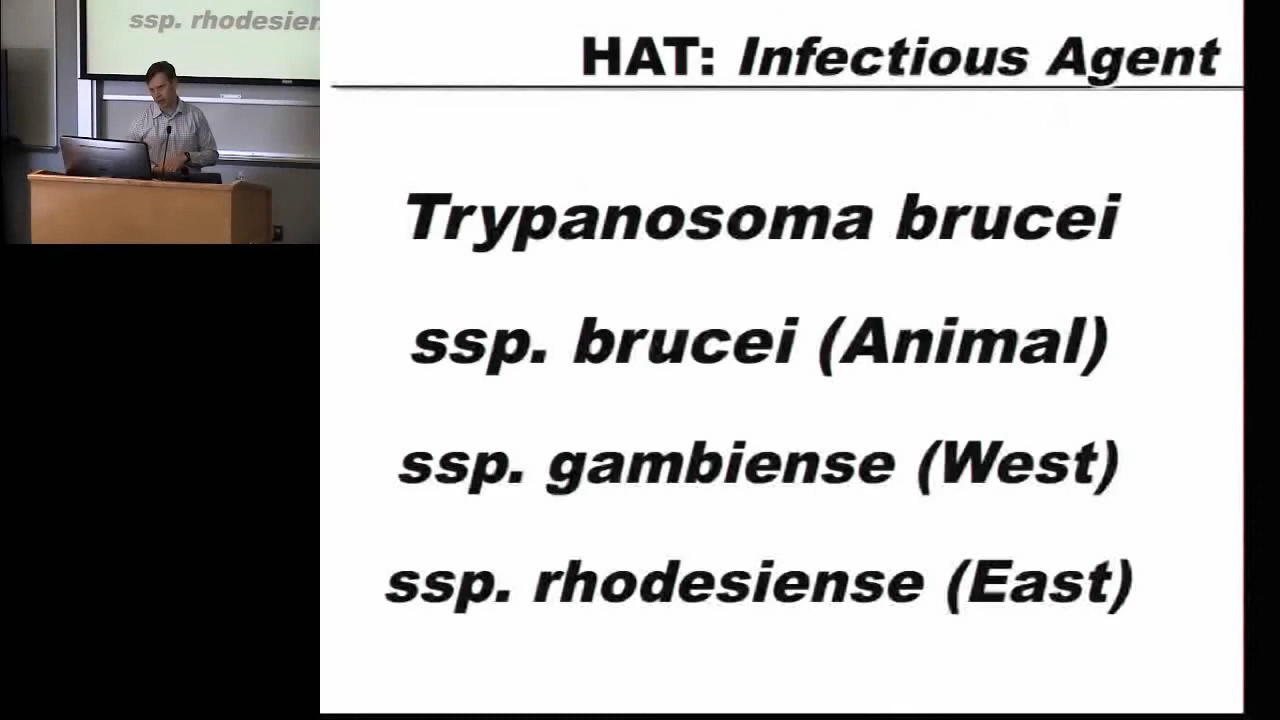 ssp. rhodesien
HAT: Infectious Agent
Trypanosoma brucei
ssp. brucei (Animal)
ssp. gambiense (West)
ssp. rhodesiense (East)